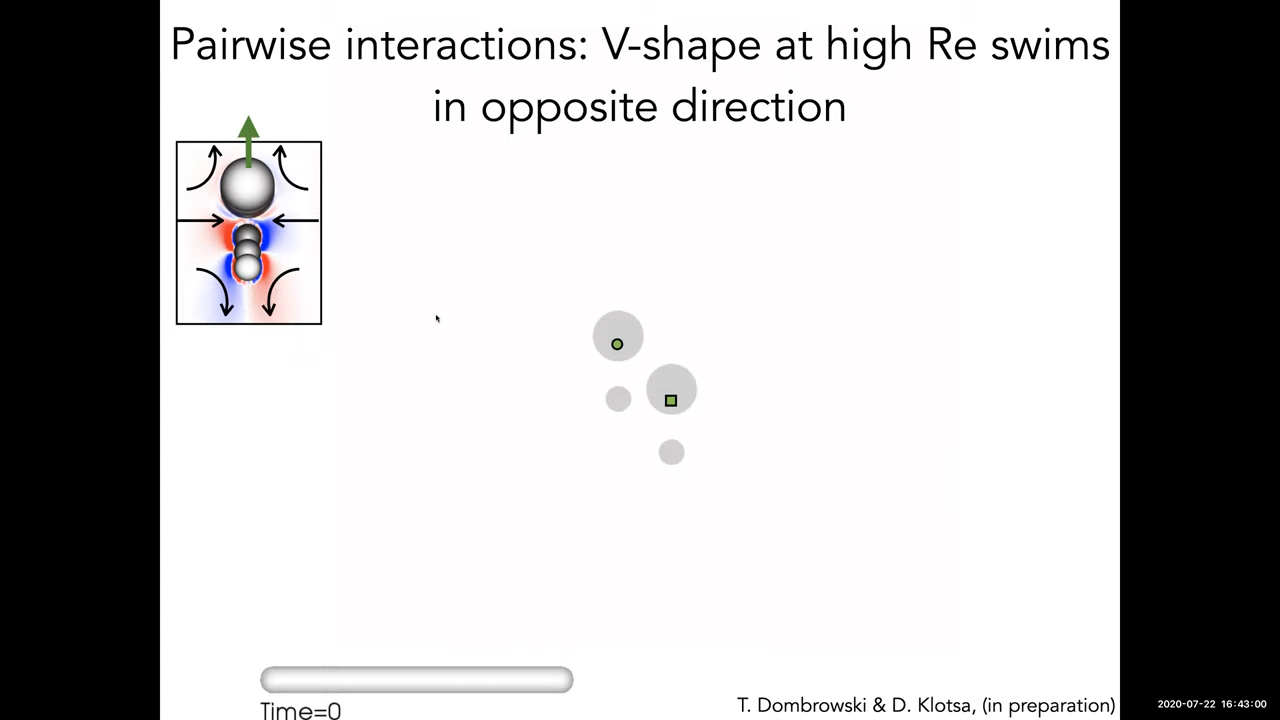 Pairwise interactions: V-shape at high Re swims
in opposite direction
Time=0
T. Dombrowski & D. Klotsa, (in preparation)
2020-07-22 16:43:00